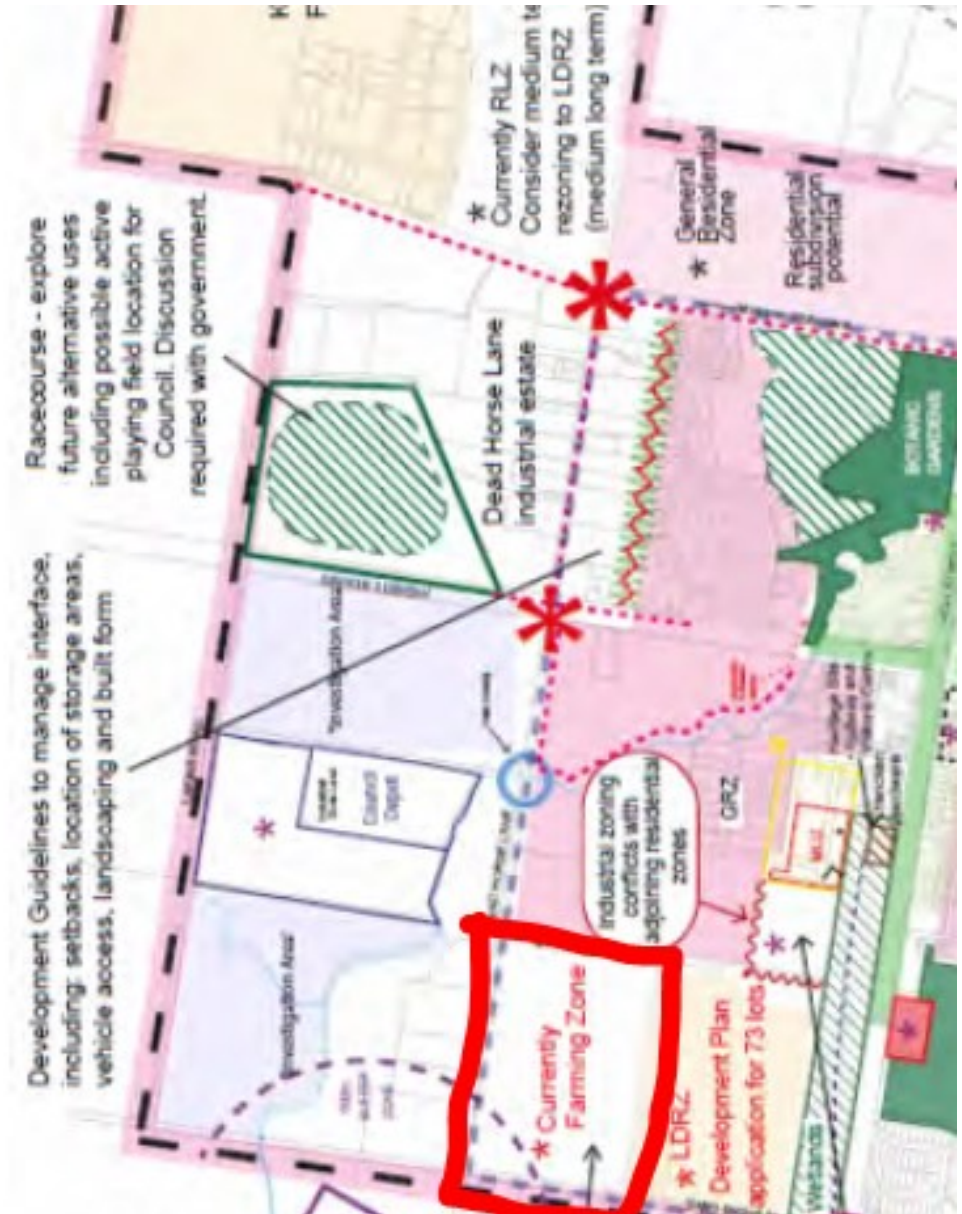 Racecourse - explore
future alternative uses
including possible active
playing field location for
Council. Discussion
required with government.
Development Guidelines to manage interface,
including: setbacks, location of storage areas,
vehicle access, landscaping and built form
* Currently RLZ
Consider medium te
rezoning to LDRZ
(medium long term)
* General
Residential
Zone
Residential
subdivision
potential
Dead Horse Lane
industrial estate
"Investigation Area"
Council
Depot
"Investigation Area"
Industrial zoning
conflicts with
adjoining residential
zones
GRZ
BOTANIC
GARDENS
* Currently
Farming Zone
* LDRZ
Development Plan
application for 73 lots
Wetlands